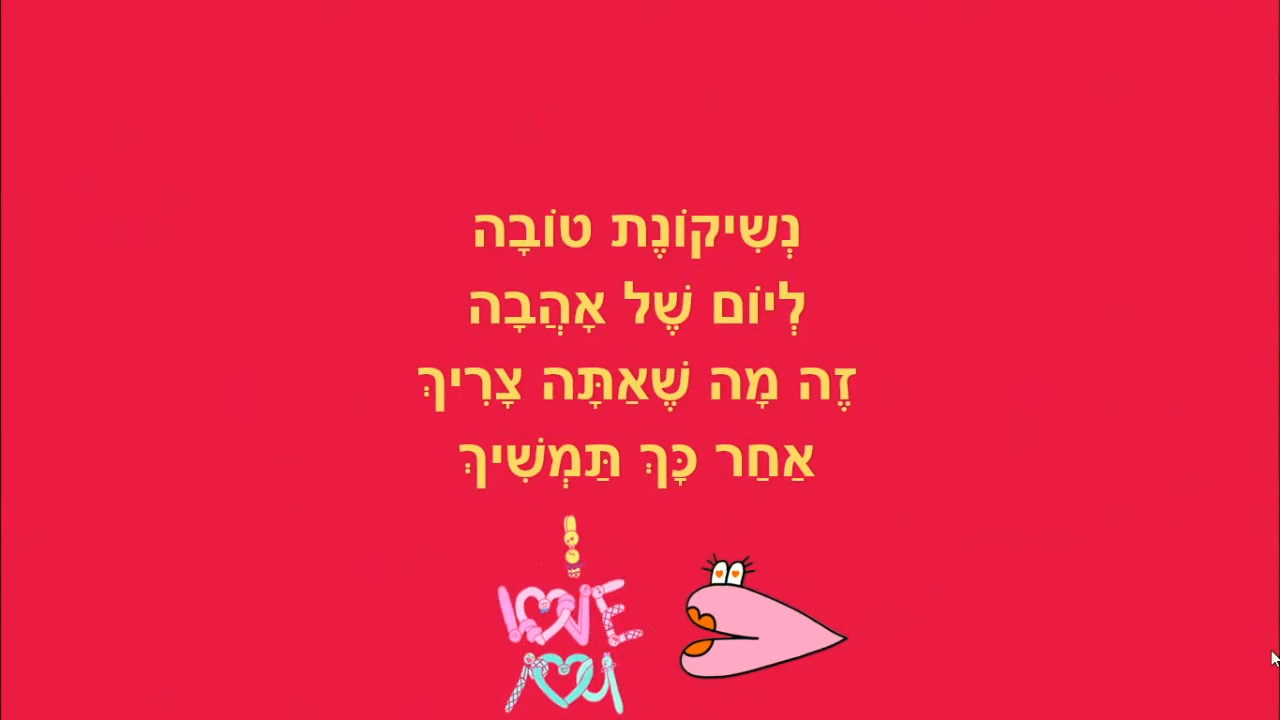 נְשִׁיקוֹנֶת טוֹבָה
לְיוֹם שֶׁל אָהֲבָה
זֶה מָה שֶׁאַתָּה צָרִיךְ
אַחַר כָּךְ תַּמְשִׁיךְ
I
LOVE
YOU